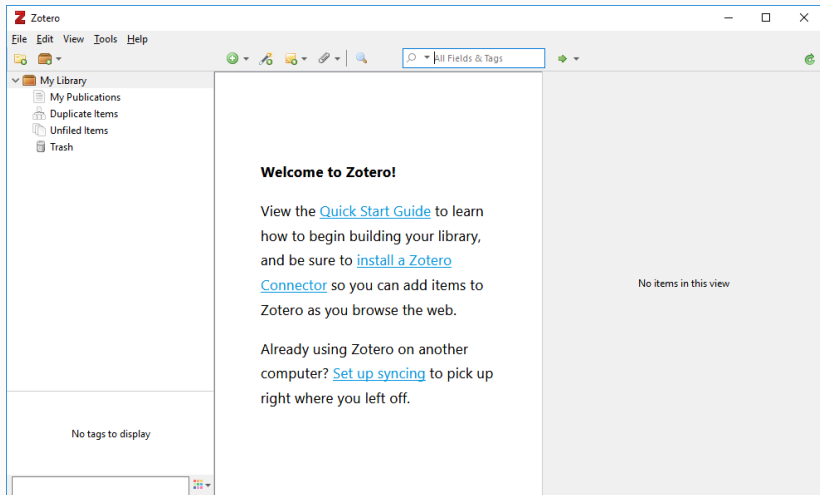 Zotero
File Edit View Tools Help
All Fields & Tags
My Library
My Publications
Duplicate Items
Unfiled Items
Trash
No tags to display
Welcome to Zotero!
View the Quick Start Guide to learn
how to begin building your library,
and be sure to install a Zotero
Connector so you can add items to
Zotero as you browse the web.
Already using Zotero on another
computer? Set up syncing to pick up
right where you left off.
No items in this view